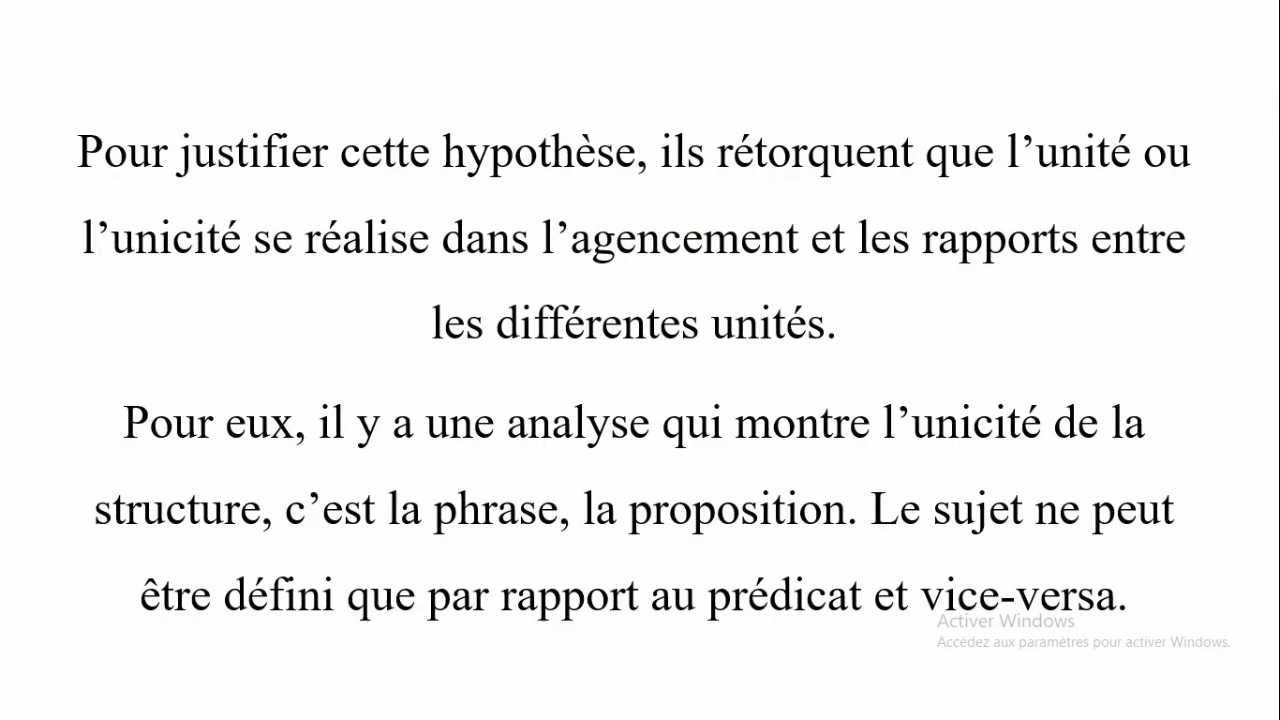 Pour justifier cette hypothèse, ils rétorquent que l’unité ou
l’unicité se réalise dans l’agencement et les rapports entre
les différentes unités.
Pour eux, il y a une analyse qui montre l’unicité de la
structure, c’est la phrase, la proposition. Le sujet ne peut
être défini que par rapport au prédicat et vice-versa.
Activer Windows
Accédez aux paramètres pour activer Windows.